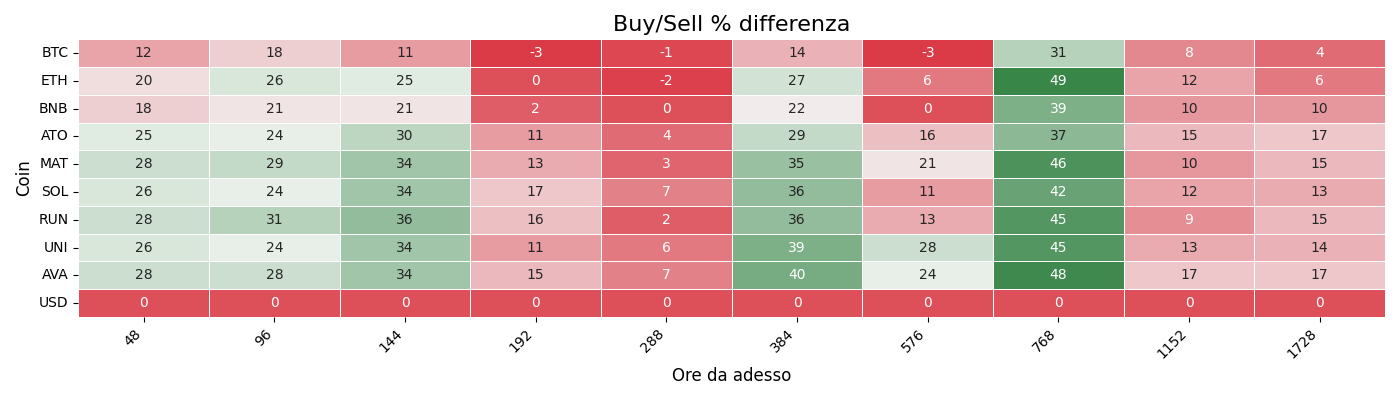 Buy/Sell % differenza
Coin
BTC 12 18 11 -3 -1 14 -3 31 8 4
ETH 20 26 25 0 -2 27 6 49 12 6
BNB 18 21 21 2 0 22 0 39 10 10
ATO 25 24 30 11 4 29 16 37 15 17
MAT 28 29 34 13 3 35 21 46 10 15
SOL 26 24 34 17 7 36 11 42 12 13
RUN 28 31 36 16 2 36 13 45 9 15
UNI 26 24 34 11 6 39 28 45 13 14
AVA 28 28 34 15 7 40 24 48 17 17
USD 0 0 0 0 0 0 0 0 0 0
48 96 144 192 288 384 576 768 1152 1728
Ore da adesso